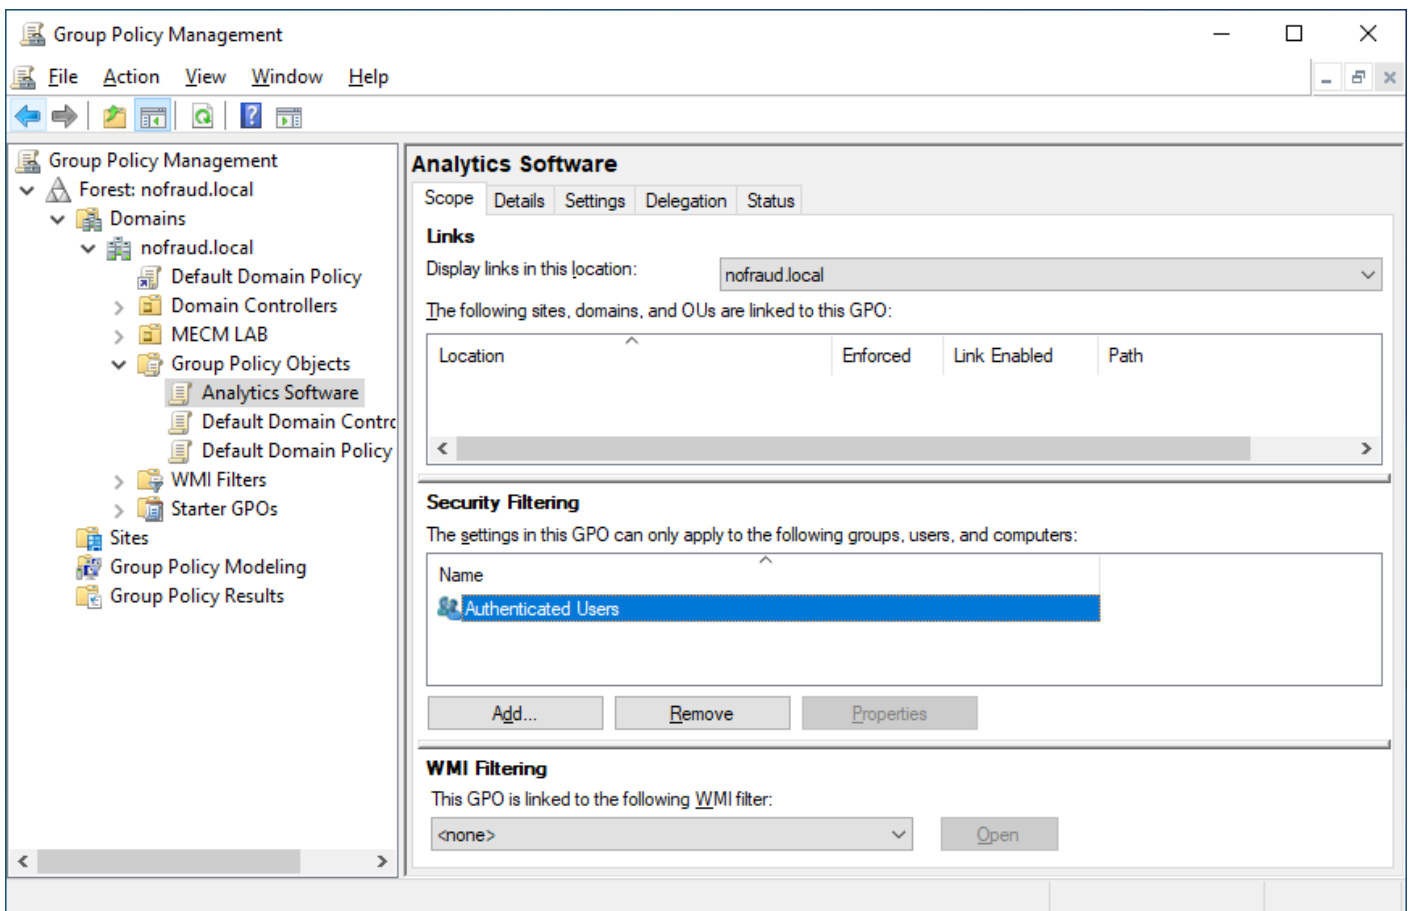 Group Policy Management
File Action View Window Help
Group Policy Management
Forest: nofraud.local
Domains
nofraud.local
Default Domain Policy
Domain Controllers
MECM LAB
Group Policy Objects
Analytics Software
Default Domain Contrc
Default Domain Policy
WMI Filters
Starter GPOs
Sites
Group Policy Modeling
Group Policy Results
Analytics Software
Scope Details Settings Delegation Status
Links
Display links in this location: nofraud.local
The following sites, domains, and OUs are linked to this GPO:
Location Enforced Link Enabled Path
Security Filtering
The settings in this GPO can only apply to the following groups, users, and computers:
Name
Authenticated Users
Add... Remove Properties
WMI Filtering
This GPO is linked to the following WMI filter:
<none> Open